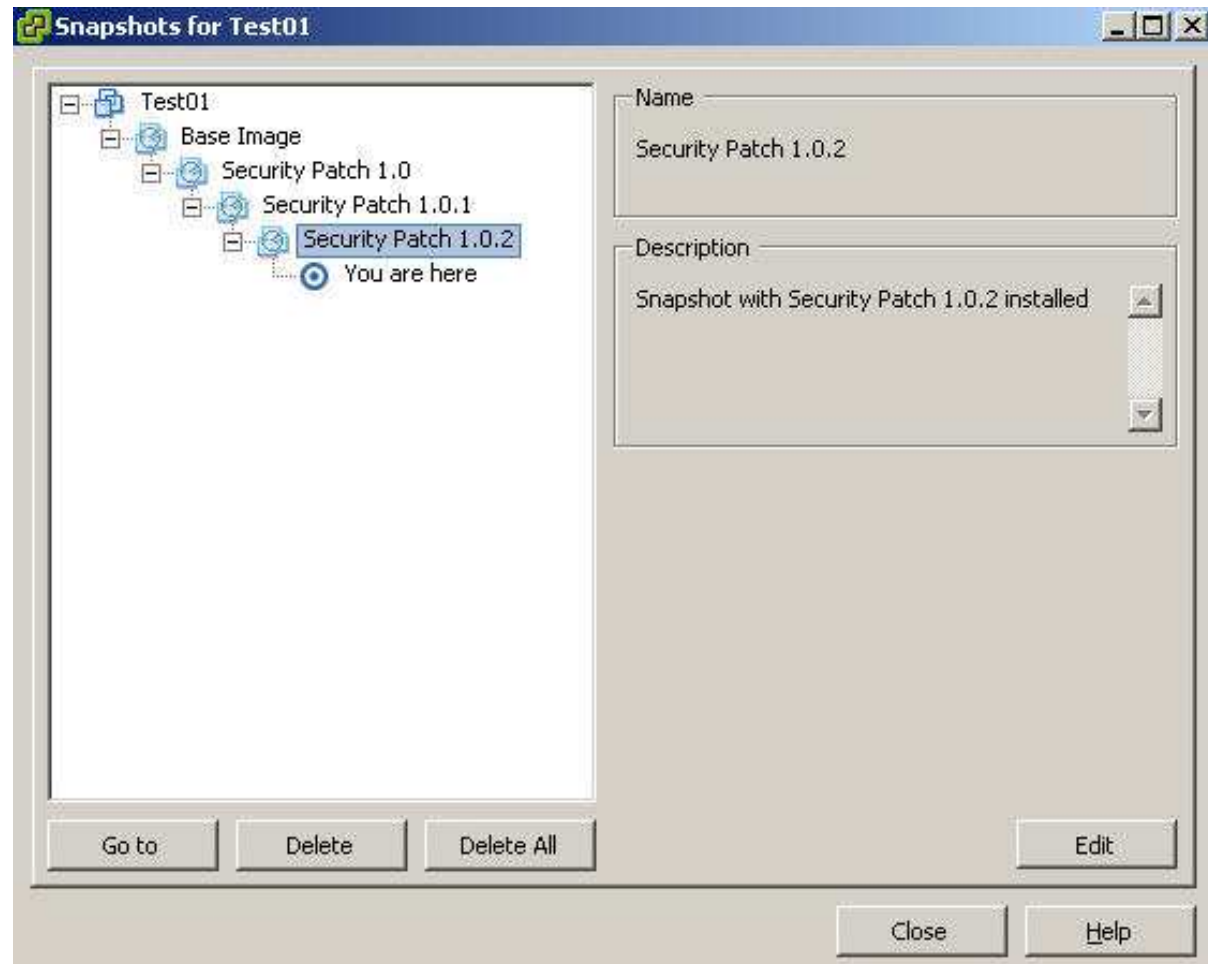 Snapshots for Test01
Test01
Base Image
Security Patch 1.0
Security Patch 1.0.1
Security Patch 1.0.2
You are here
Name
Security Patch 1.0.2
Description
Snapshot with Security Patch 1.0.2 installed
Go to
Delete
Delete All
Edit
Close
Help